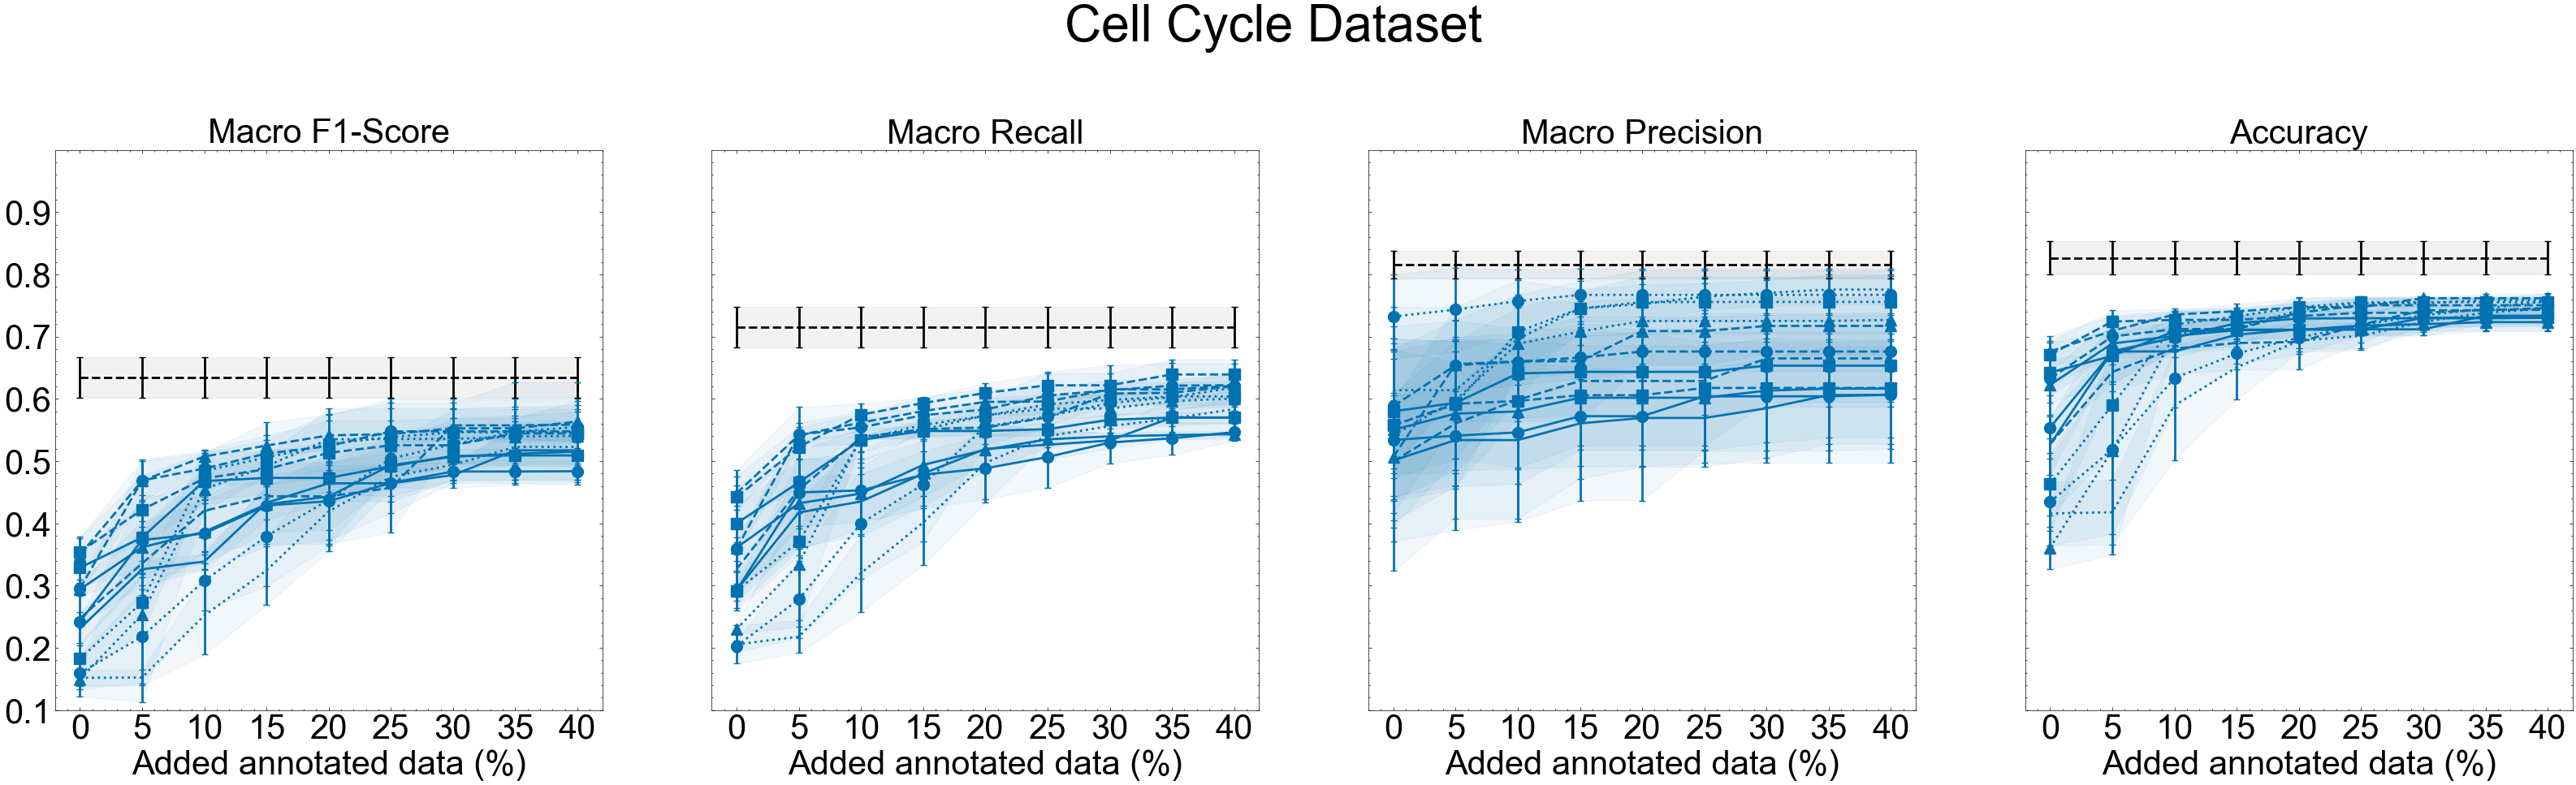 Cell Cycle Dataset
Macro F1-Score
Macro Recall
Macro Precision
Accuracy
0.9
0.8
0.7
0.6
0.5
0.4
0.3
0.2
0.1
0 5 10 15 20 25 30 35 40
0 5 10 15 20 25 30 35 40
0 5 10 15 20 25 30 35 40
0 5 10 15 20 25 30 35 40
Added annotated data (%)
Added annotated data (%)
Added annotated data (%)
Added annotated data (%)